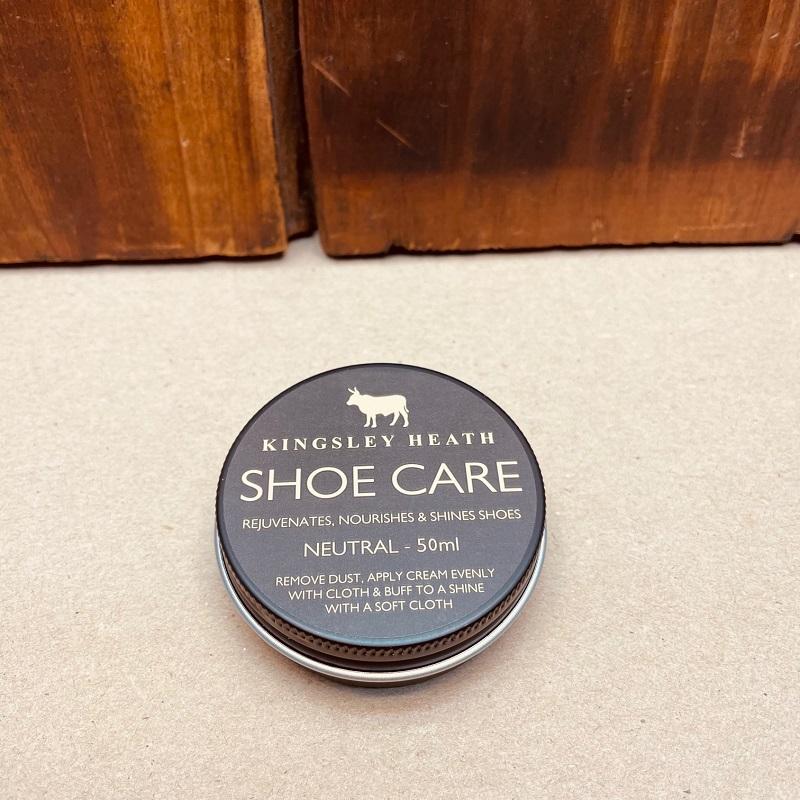 KINGSLEY HEATH
SHOE CARE
REJUVENATES, NOURISHES & SHINES SHOES
NEUTRAL - 50ml
REMOVE DUST, APPLY CREAM EVENLY
WITH CLOTH & BUFF TO A SHINE
WITH A SOFT CLOTH